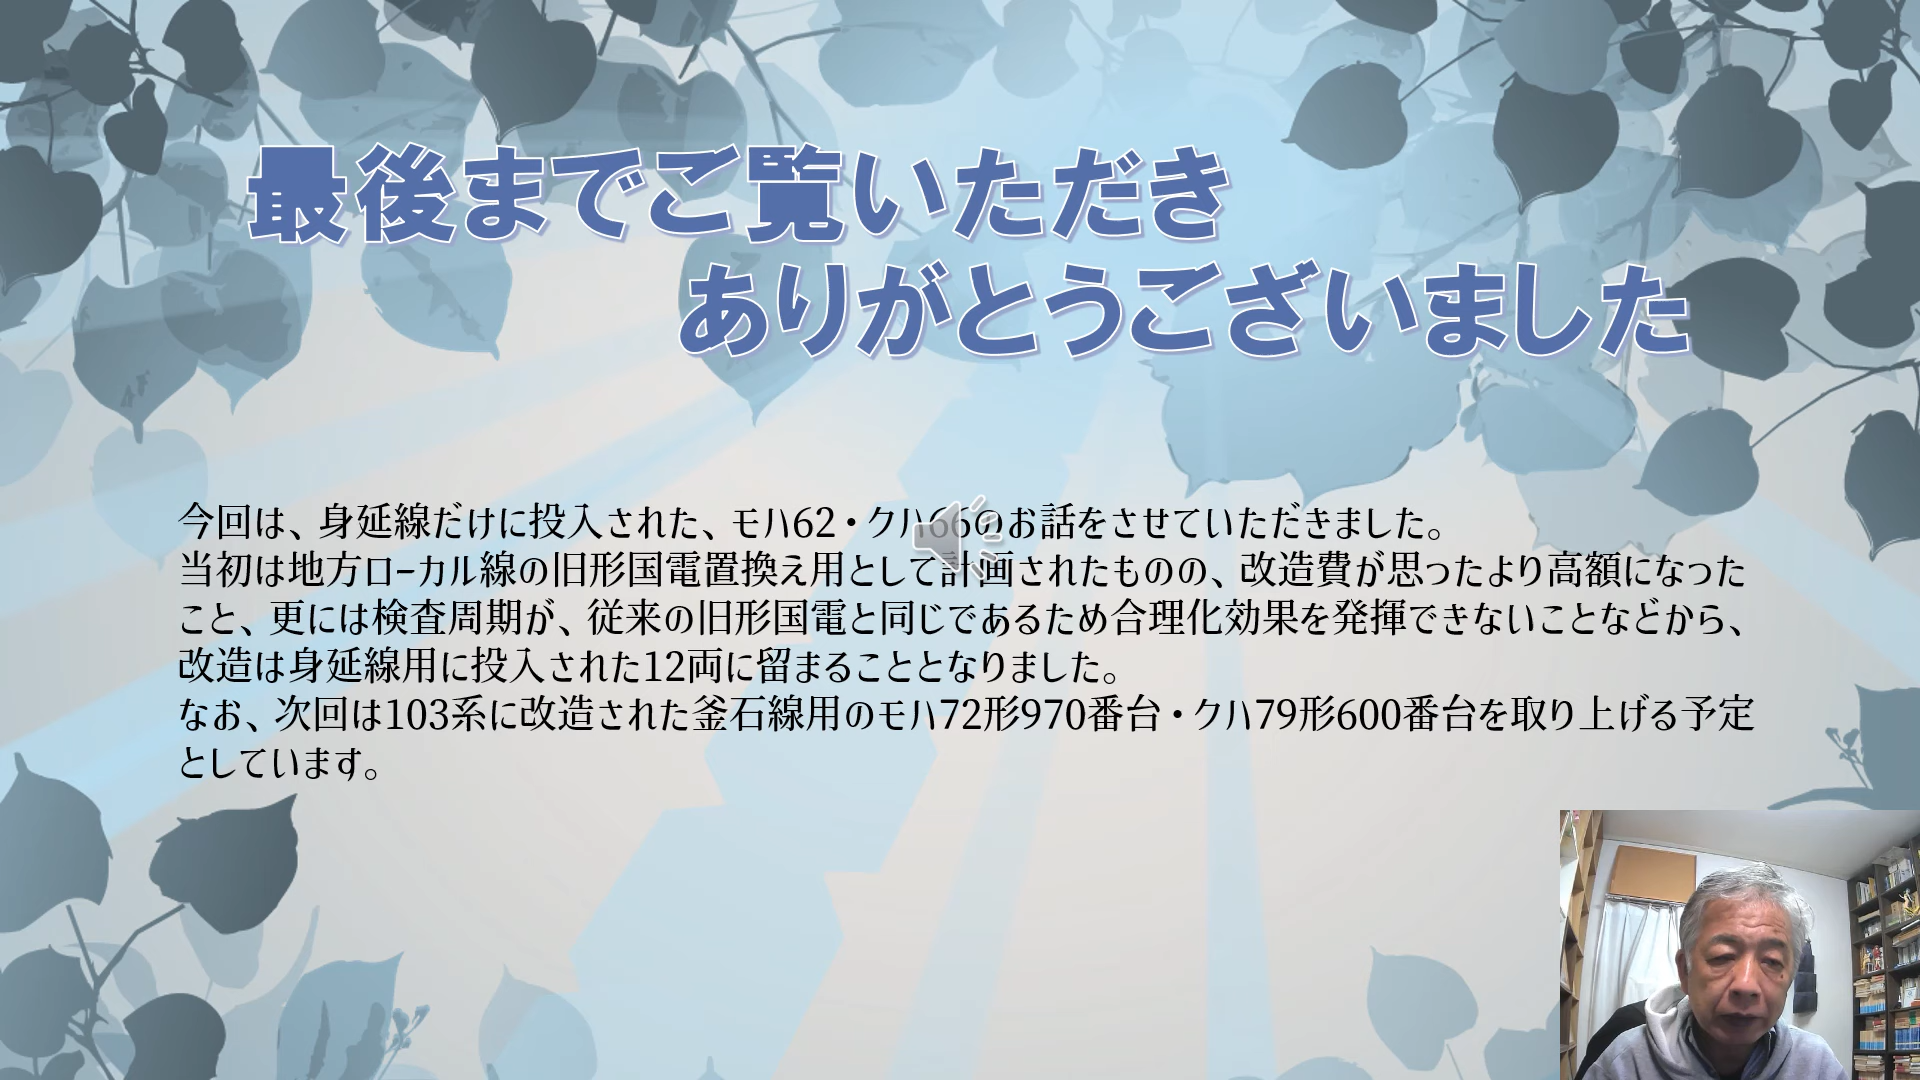 最後までご覧いただき
ありがとうございました
今回は、身延線だけに投入された、モハ62・クハ66のお話をさせていただきました。
当初は地方ローカル線の旧形国電置換え用として計画されたものの、改造費が思ったより高額になった
こと、更には検査周期が、従来の旧形国電と同じであるため合理化効果を発揮できないことなどから、
改造は身延線用に投入された12両に留まることとなりました。
なお、次回は103系に改造された釜石線用のモハ72形970番台・クハ79形600番台を取り上げる予定
としています。